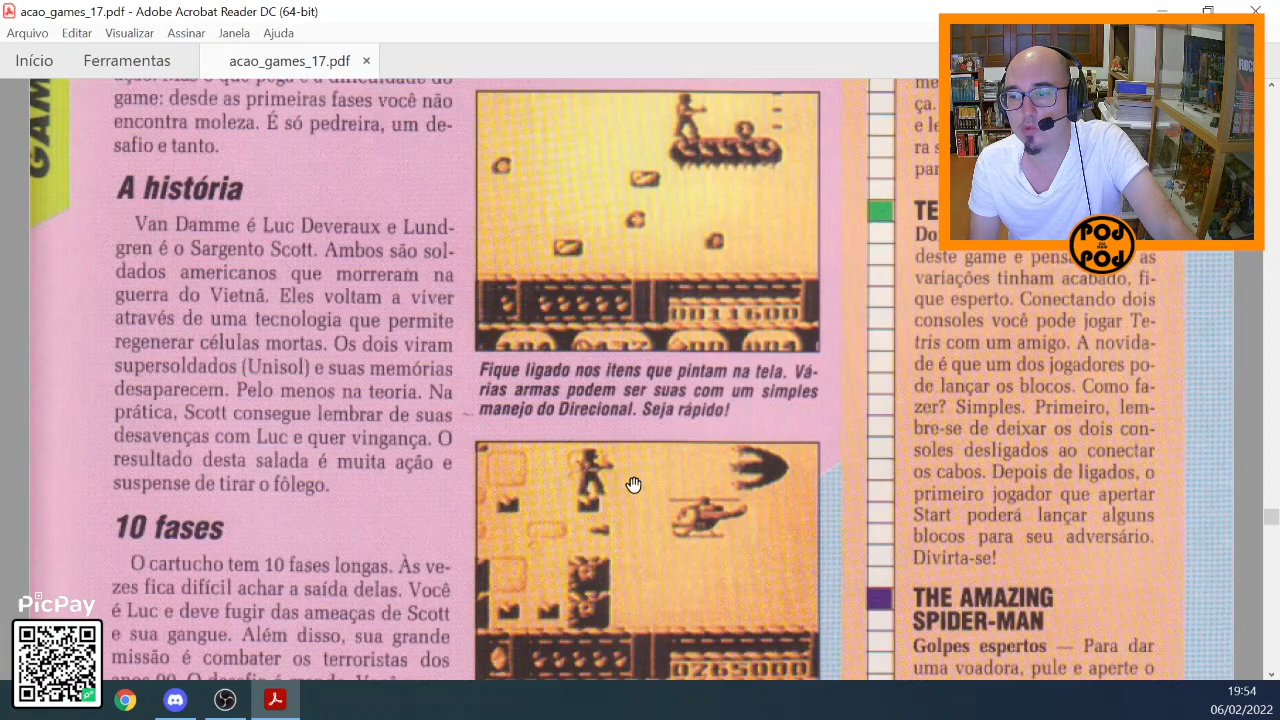 acao_games_17.pdf - Adobe Acrobat Reader DC (64-bit)
Arquivo Editar Visualizar Assinar Janela Ajuda
Início Ferramentas acao_games_17.pdf ×
GAM
game: desde as primeiras fases você não
encontra moleza. É só pedreira, um de-
safio e tanto.
A história
Van Damme é Luc Deveraux e Lund-
gren é o Sargento Scott. Ambos são sol-
dados americanos que morreram na
guerra do Vietnã. Eles voltam a viver
através de uma tecnologia que permite
regenerar células mortas. Os dois viram
supersoldados (Unisol) e suas memórias
desaparecem. Pelo menos na teoria. Na
prática, Scott consegue lembrar de suas
desavenças com Luc e quer vingança. O
resultado desta salada é muita ação e
suspense de tirar o fôlego.
10 fases
O cartucho tem 10 fases longas. Às ve-
zes fica difícil achar a saída delas. Você
é Luc e deve fugir das ameaças de Scott
e sua gangue. Além disso, sua grande
missão é combater os terroristas dos
001600
Fique ligado nos itens que pintam na tela. Vá-
rias armas podem ser suas com um simples
manejo do Direcional. Seja rápido!
026500
me
ça.
e le
ra s
par
TE
Do
deste game e pensa as
variações tinham acabado, fi-
que esperto. Conectando dois
consoles você pode jogar Te-
tris com um amigo. A novida-
de é que um dos jogadores po-
de lançar os blocos. Como fa-
zer? Simples. Primeiro, lem-
bre-se de deixar os dois con-
soles desligados ao conectar
os cabos. Depois de ligados, o
primeiro jogador que apertar
Start poderá lançar alguns
blocos para seu adversário.
Divirta-se!
THE AMAZING
SPIDER-MAN
Golpes espertos — Para dar
uma voadora, pule e aperte o
POD
POD
PicPay
19:54
06/02/2022